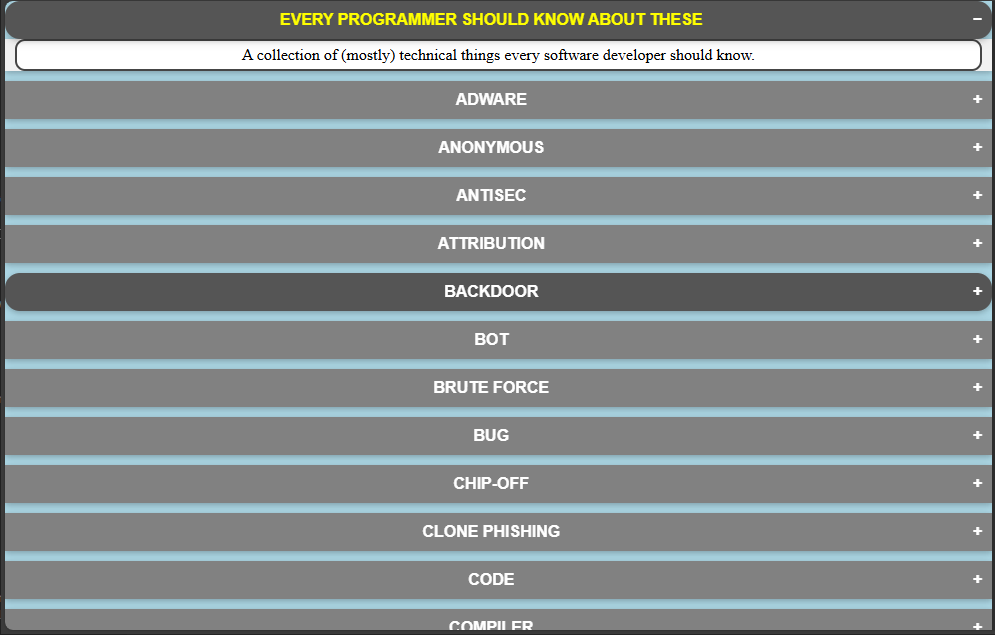 EVERY PROGRAMMER SHOULD KNOW ABOUT THESE −
A collection of (mostly) technical things every software developer should know.
ADWARE +
ANONYMOUS +
ANTISEC +
ATTRIBUTION +
BACKDOOR +
BOT +
BRUTE FORCE +
BUG +
CHIP-OFF +
CLONE PHISHING +
CODE +
COMPILER +